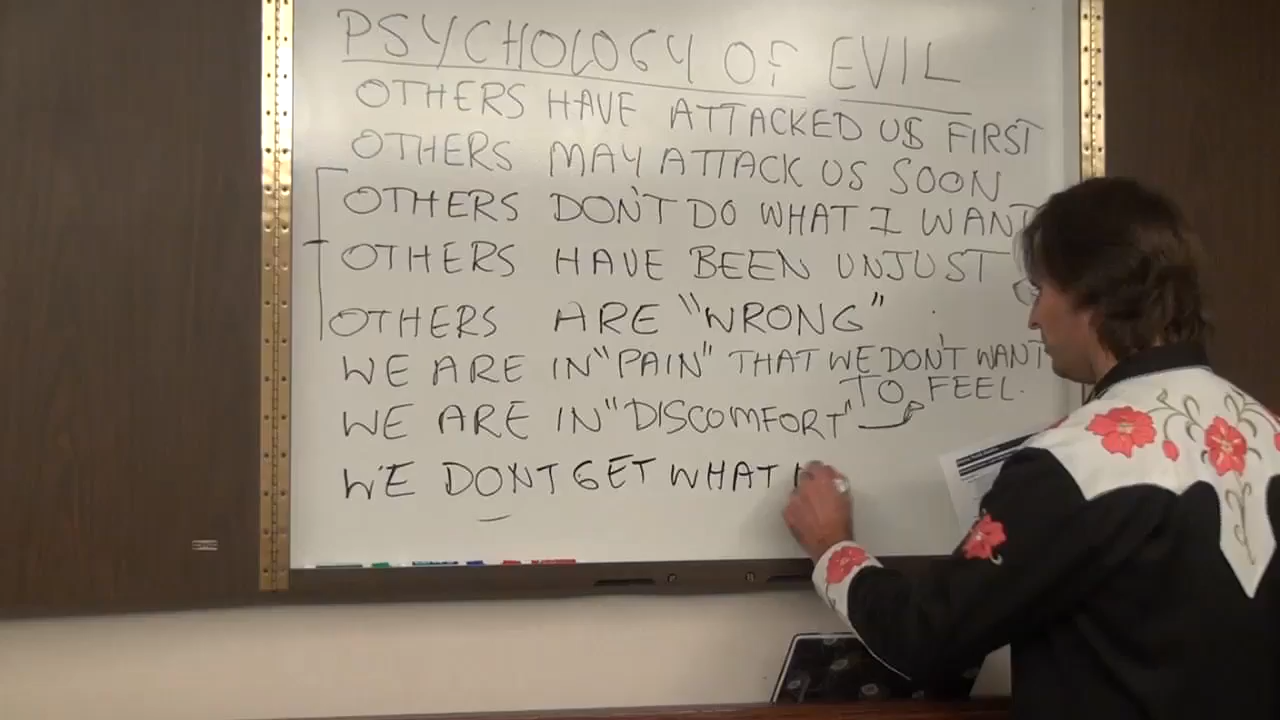 PSYCHOLOGY OF EVIL
OTHERS HAVE ATTACKED US FIRST
OTHERS MAY ATTACK US SOON
OTHERS DON'T DO WHAT I WANT
OTHERS HAVE BEEN UNJUST
OTHERS ARE "WRONG"
WE ARE IN "PAIN" THAT WE DON'T WANT
TO FEEL.
WE ARE IN "DISCOMFORT"
WE DON'T GET WHAT